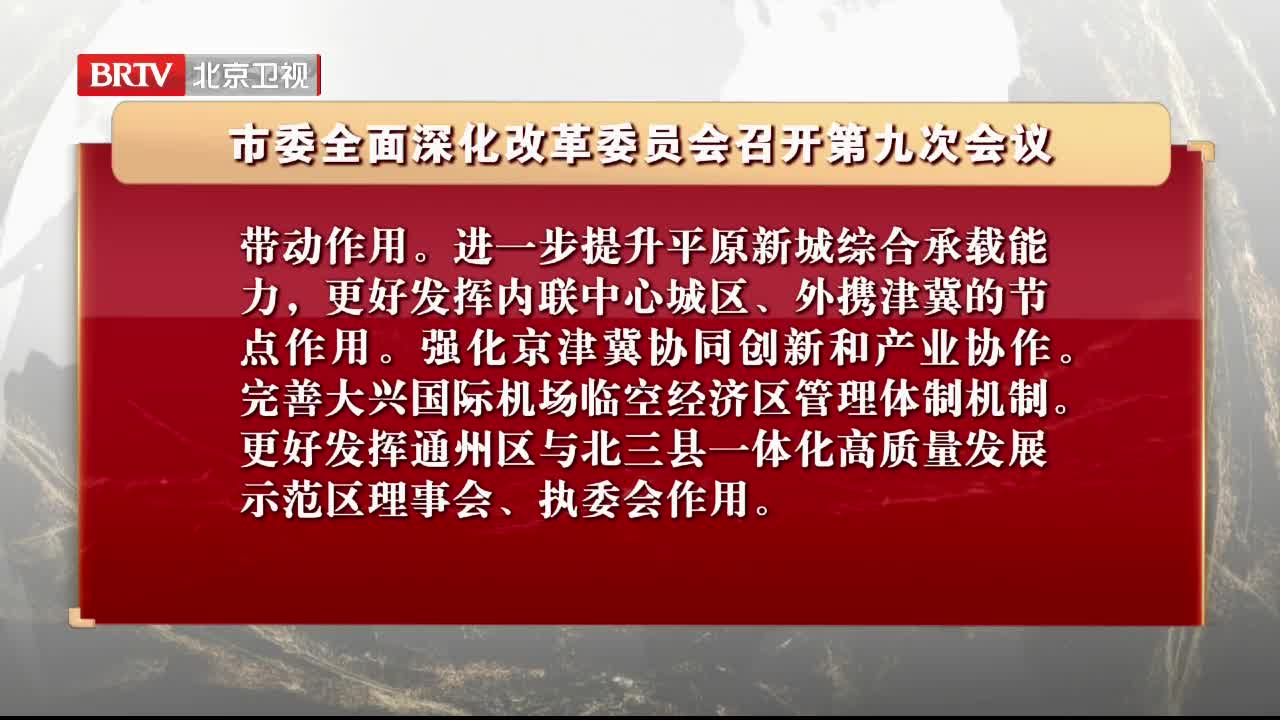 BRTV 北京卫视
市委全面深化改革委员会召开第九次会议
带动作用。进一步提升平原新城综合承载能
力，更好发挥内联中心城区、外携津冀的节
点作用。强化京津冀协同创新和产业协作。
完善大兴国际机场临空经济区管理体制机制。
更好发挥通州区与北三县一体化高质量发展
示范区理事会、执委会作用。